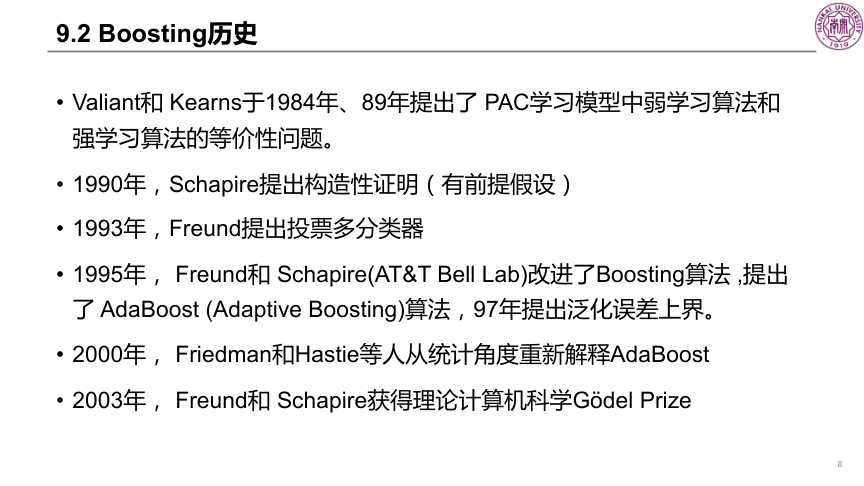 9.2 Boosting历史
NANKAI UNIVERSITY
南開
1919
• Valiant和 Kearns于1984年、89年提出了 PAC学习模型中弱学习算法和
强学习算法的等价性问题。
• 1990年，Schapire提出构造性证明（有前提假设）
• 1993年，Freund提出投票多分类器
• 1995年， Freund和 Schapire(AT&T Bell Lab)改进了Boosting算法 ,提出
了 AdaBoost (Adaptive Boosting)算法，97年提出泛化误差上界。
• 2000年， Friedman和Hastie等人从统计角度重新解释AdaBoost
• 2003年， Freund和 Schapire获得理论计算机科学Gödel Prize
8